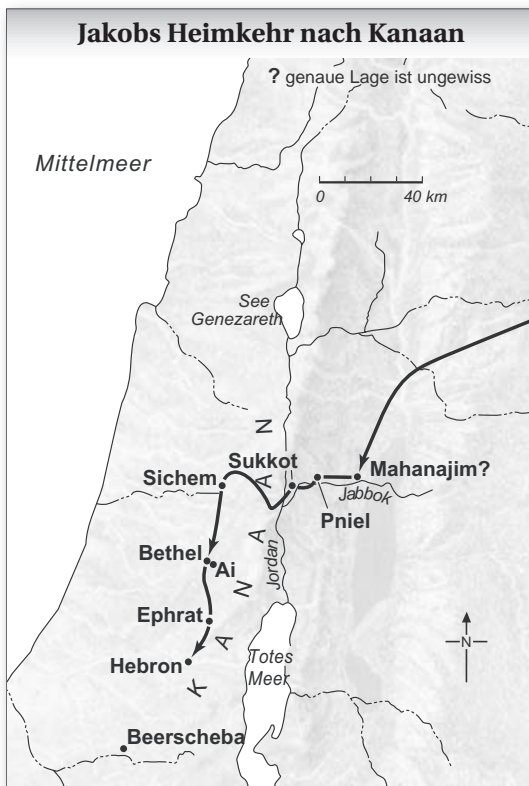 Jakobs Heimkehr nach Kanaan
? genaue Lage ist ungewiss
Mittelmeer
0 40 km
See
Genezareth
Sukkot
Mahanajim?
Sichem
Jabbok
Pniel
Bethel
Ai
Jordan
Ephrat
KANAAN
N
Hebron
Totes
Meer
Beerscheba